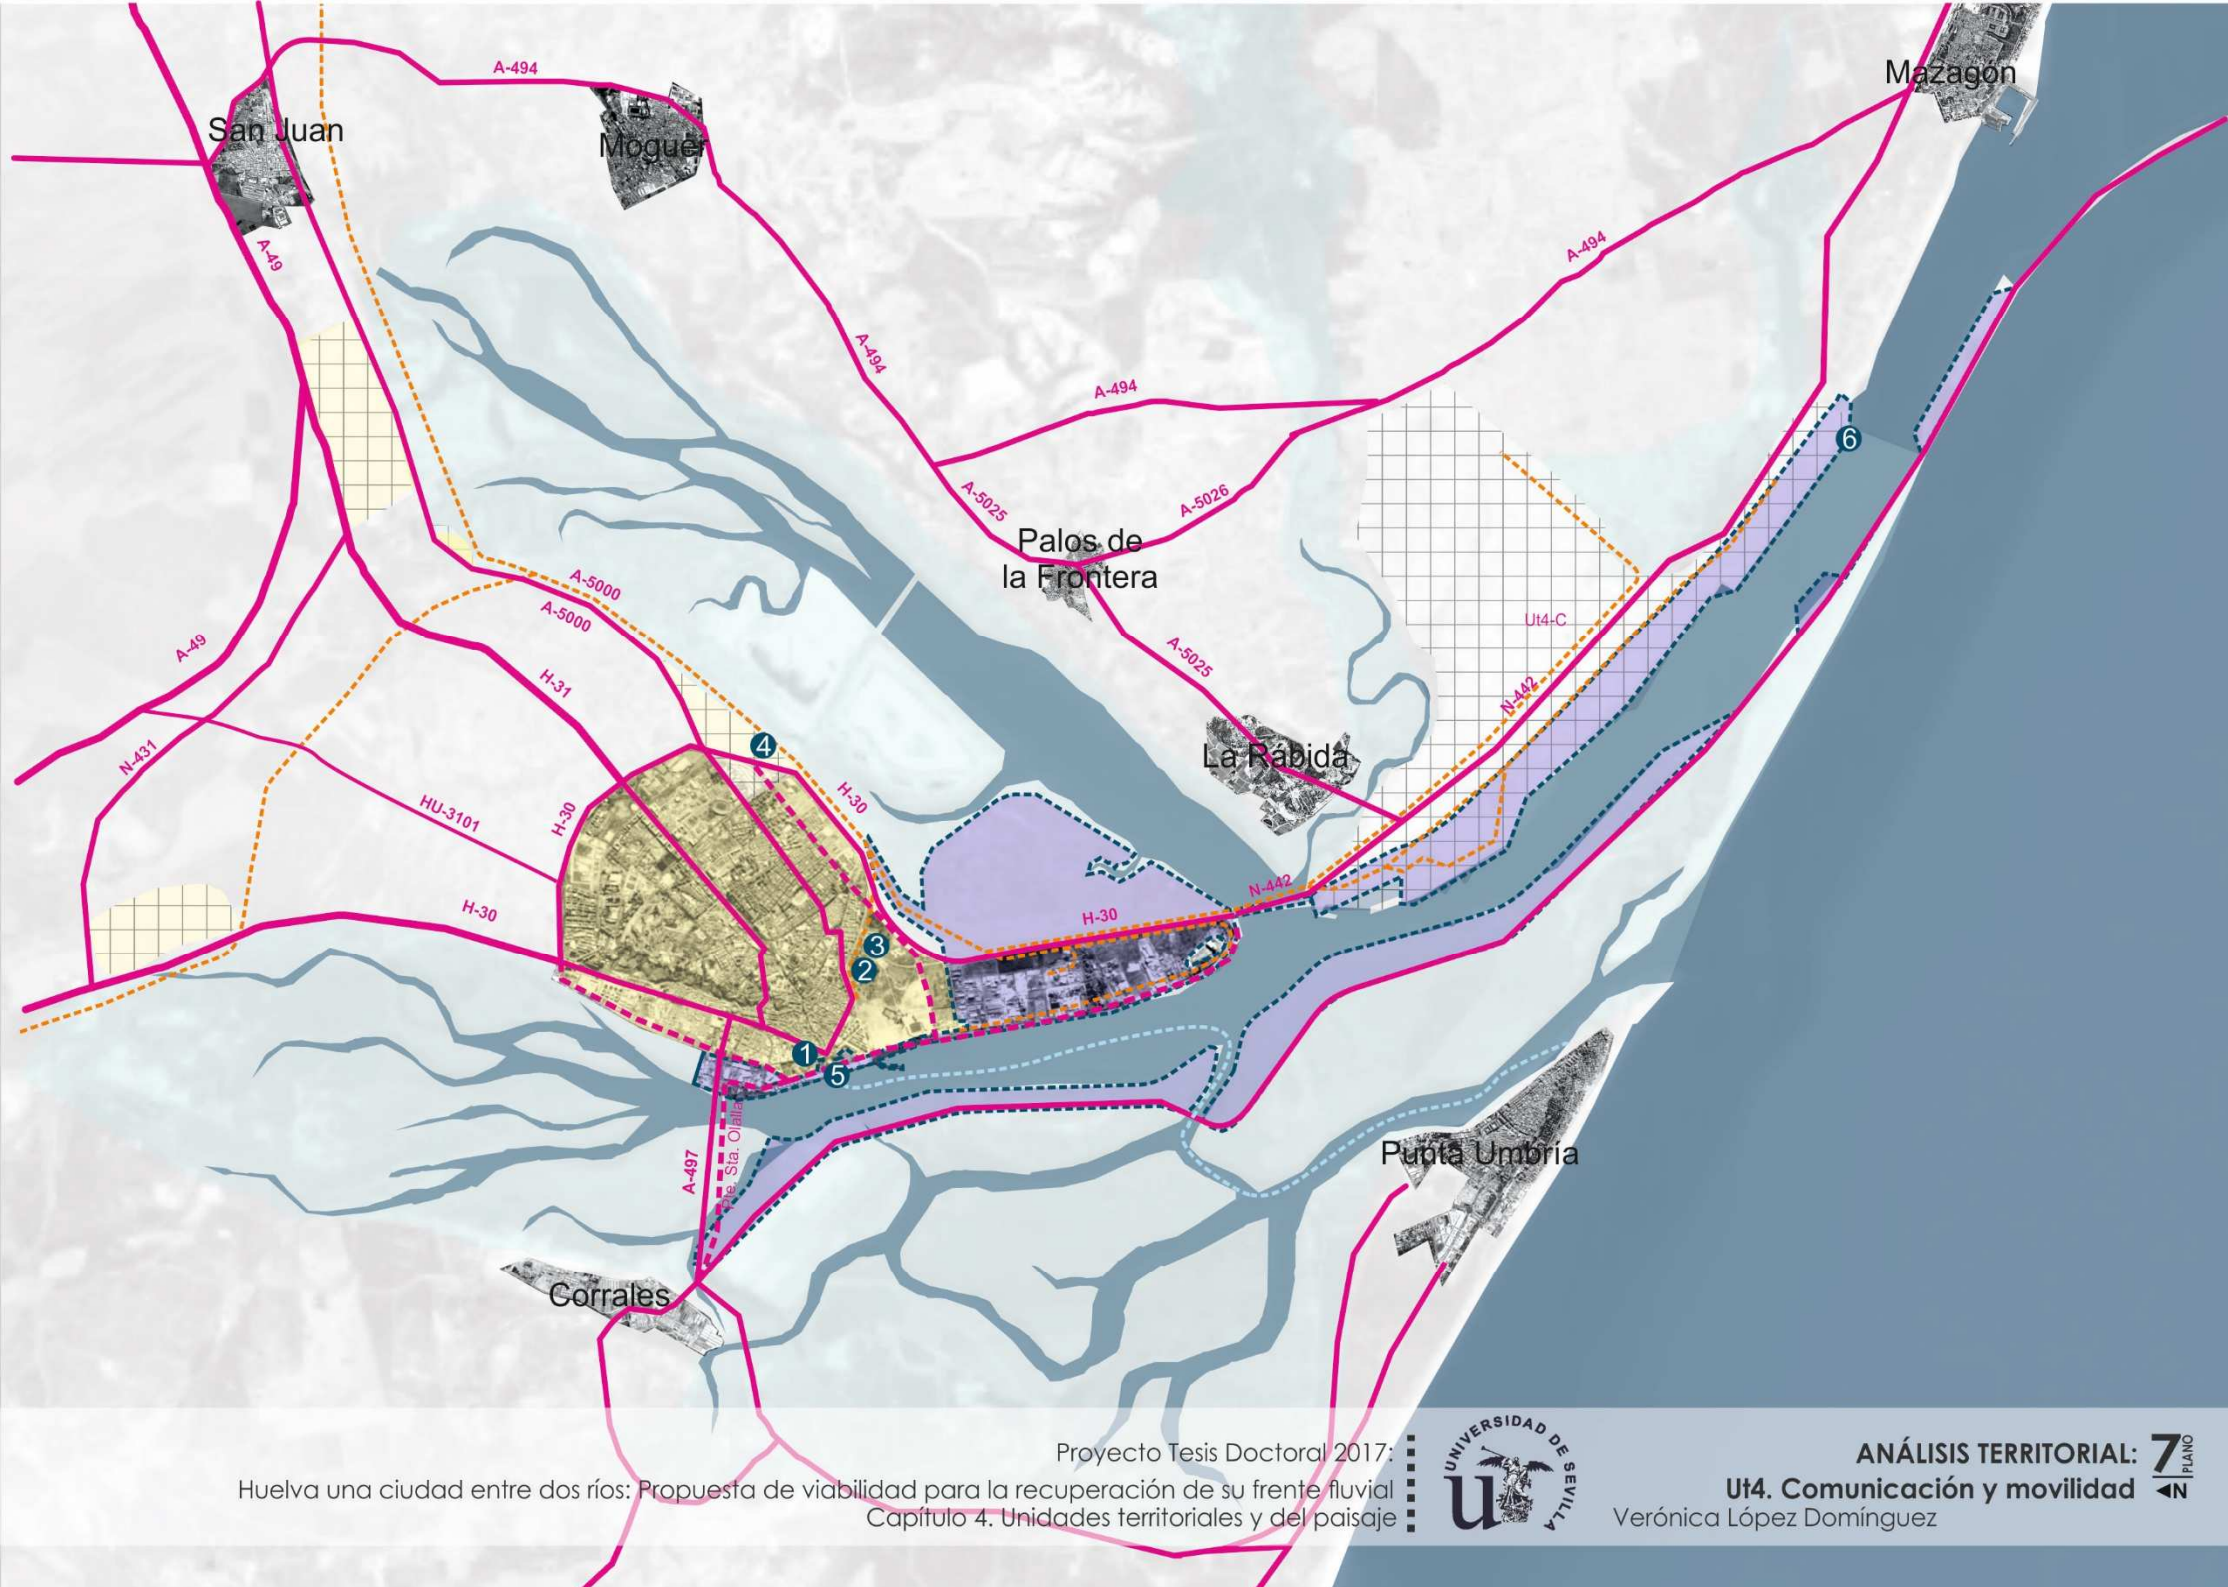 A-494
Mazagón
San Juan
Moguer
A-49
A-494
A-494
A-494
A-5025
A-5026
Palos de
la Frontera
6
A-5000
A-5000
Ut4-C
A-49
A-5025
H-31
N-442
N-431
4
La Rábida
H-30
HU-3101
H-30
N-442
H-30
H-30
3
2
1
5
Pte. Sta. Olalla
A-497
Punta Umbría
Corrales
Proyecto Tesis Doctoral 2017:
Huelva una ciudad entre dos ríos: Propuesta de viabilidad para la recuperación de su frente fluvial
Capítulo 4. Unidades territoriales y del paisaje
UNIVERSIDAD DE SEVILLA
US
ANÁLISIS TERRITORIAL:
Ut4. Comunicación y movilidad
Verónica López Domínguez
7
PLANO
N